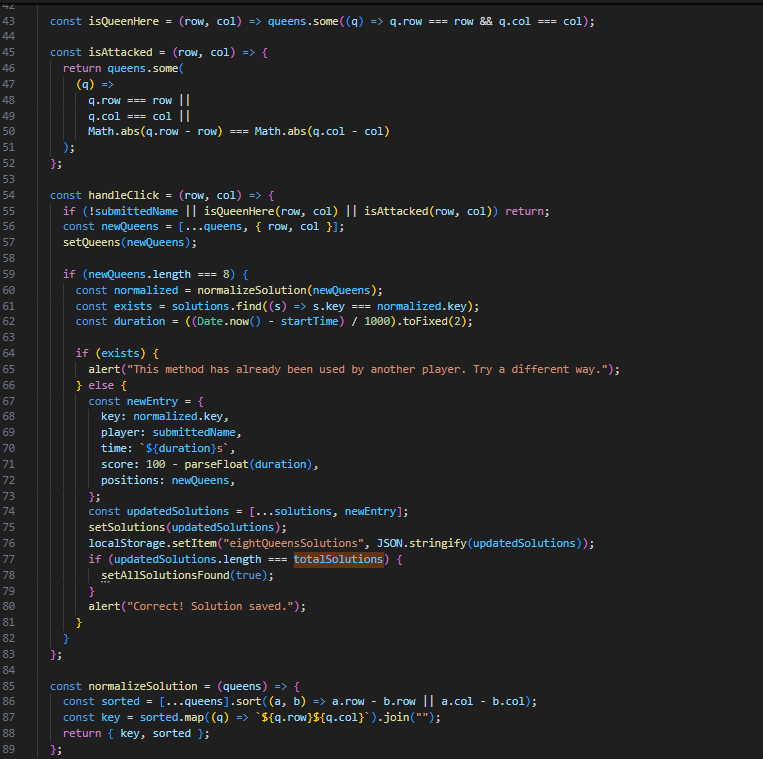 42
43 const isQueenHere = (row, col) => queens.some((q) => q.row === row && q.col === col);
44
45 const isAttacked = (row, col) => {
46 return queens.some(
47 (q) =>
48 q.row === row ||
49 q.col === col ||
50 Math.abs(q.row - row) === Math.abs(q.col - col)
51 );
52 };
53
54 const handleClick = (row, col) => {
55 if (!submittedName || isQueenHere(row, col) || isAttacked(row, col)) return;
56 const newQueens = [...queens, { row, col }];
57 setQueens(newQueens);
58
59 if (newQueens.length === 8) {
60 const normalized = normalizeSolution(newQueens);
61 const exists = solutions.find((s) => s.key === normalized.key);
62 const duration = ((Date.now() - startTime) / 1000).toFixed(2);
63
64 if (exists) {
65 alert("This method has already been used by another player. Try a different way.");
66 } else {
67 const newEntry = {
68 key: normalized.key,
69 player: submittedName,
70 time: `${duration}s`,
71 score: 100 - parseFloat(duration),
72 positions: newQueens,
73 };
74 const updatedSolutions = [...solutions, newEntry];
75 setSolutions(updatedSolutions);
76 localStorage.setItem("eightQueensSolutions", JSON.stringify(updatedSolutions));
77 if (updatedSolutions.length === totalSolutions) {
78 setAllSolutionsFound(true);
79 }
80 alert("Correct! Solution saved.");
81 }
82 }
83 };
84
85 const normalizeSolution = (queens) => {
86 const sorted = [...queens].sort((a, b) => a.row - b.row || a.col - b.col);
87 const key = sorted.map((q) => `${q.row}${q.col}`).join("");
88 return { key, sorted };
89 };